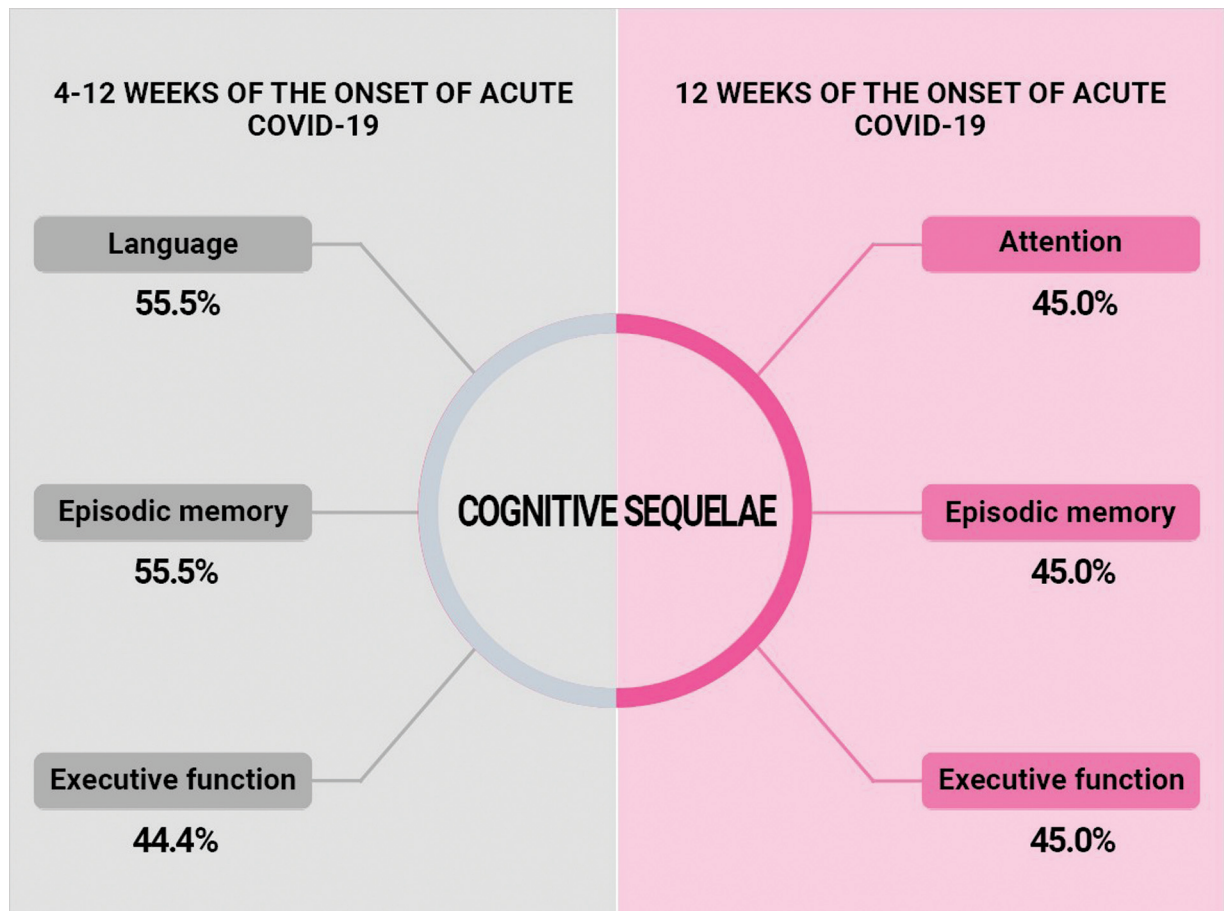 4-12 WEEKS OF THE ONSET OF ACUTE
COVID-19
Language
55.5%
Episodic memory
55.5%
Executive function
44.4%
COGNITIVE SEQUELAE
12 WEEKS OF THE ONSET OF ACUTE
COVID-19
Attention
45.0%
Episodic memory
45.0%
Executive function
45.0%